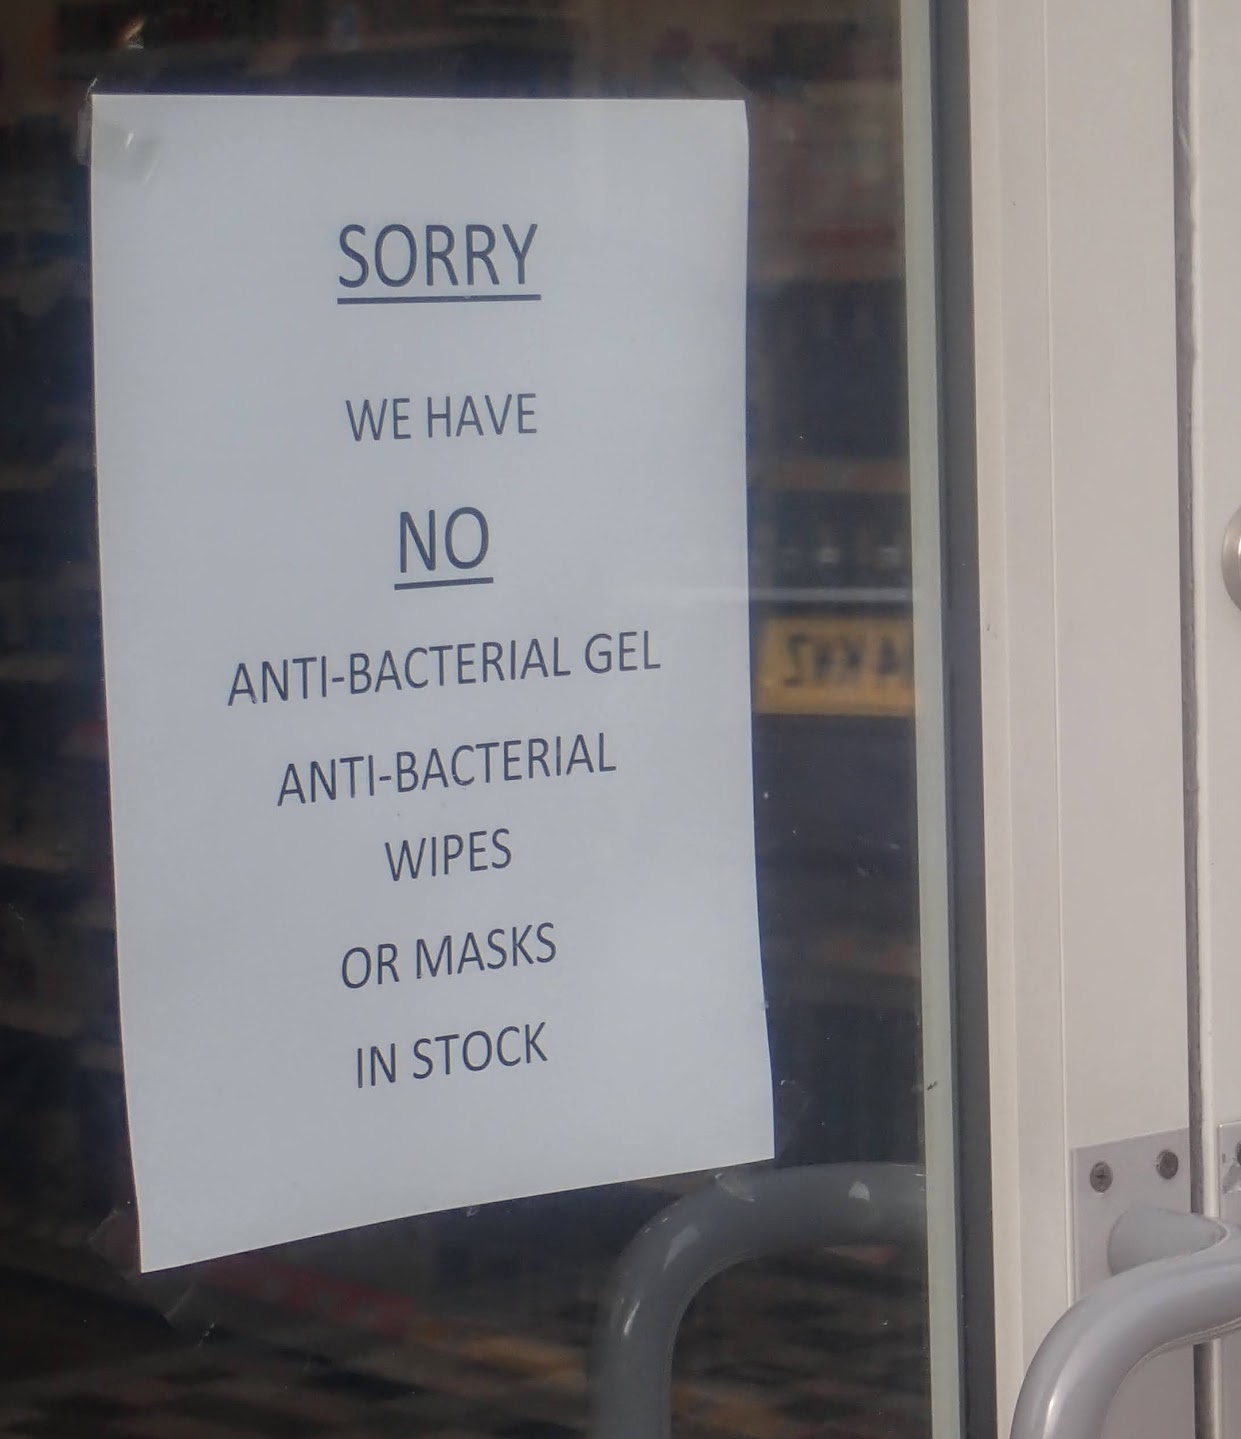 SORRY
WE HAVE
NO
ANTI-BACTERIAL GEL
ANTI-BACTERIAL
WIPES
OR MASKS
IN STOCK